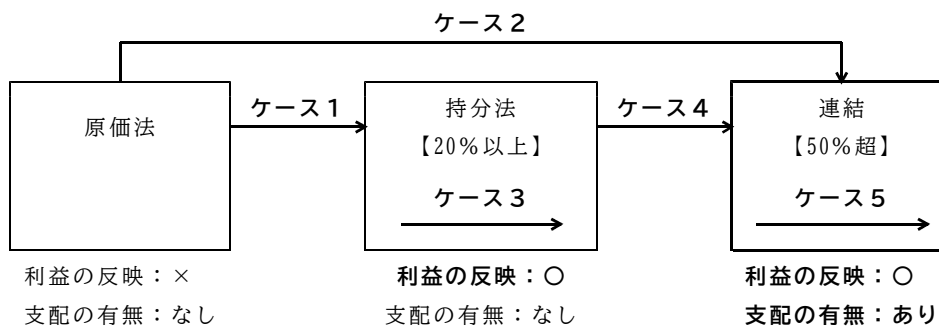 ケース2
ケース1
ケース4
原価法
持分法
【20%以上】
ケース3
連結
【50%超】
ケース5
利益の反映：×
支配の有無：なし
利益の反映：○
支配の有無：なし
利益の反映：○
支配の有無：あり